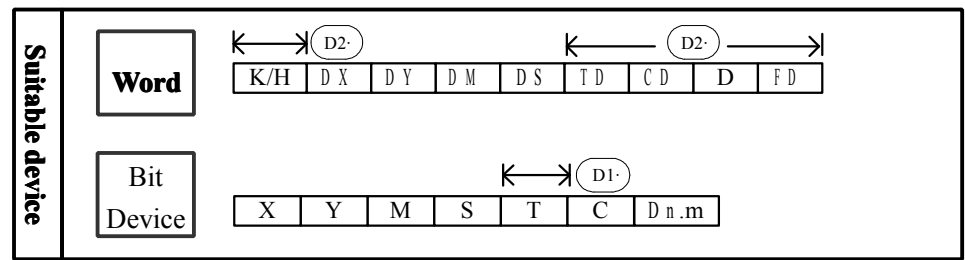 Suitable device
Word
D2·
D2·
K/H DX DY DM DS TD CD D FD
Bit
Device
D1·
X Y M S T C Dn.m